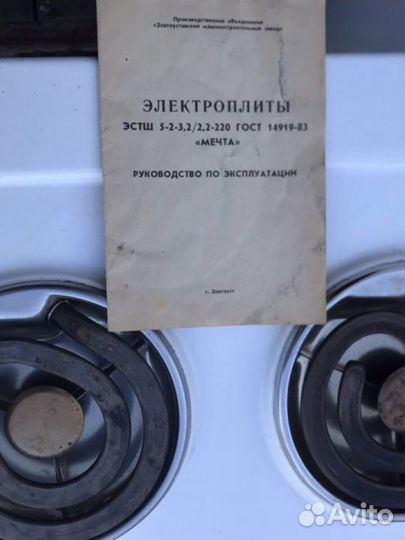 Производственное объединение
«Златоустовский машиностроительный завод»
ЭЛЕКТРОПЛИТЫ
ЭСТШ 5-2-3,2/2,2-220 ГОСТ 14919-83
«МЕЧТА»
РУКОВОДСТВО ПО ЭКСПЛУАТАЦИИ
г. Златоуст
Avito